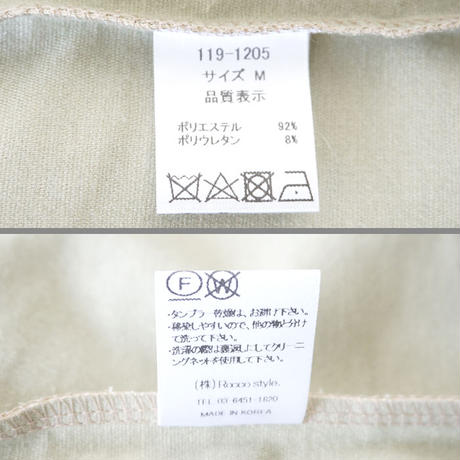 119-1205
サイズ M
品質表示
ポリエステル 92%
ポリウレタン 8%
F W
・タンブラー乾燥は、お避け下さい。
・移染しやすいので、他の物と分け
て洗って下さい。
・洗濯の際は裏返しにしてクリーニ
ングネットを使用して下さい。
(株) Rocco style.
TEL 03-6451-1620
MADE IN KOREA